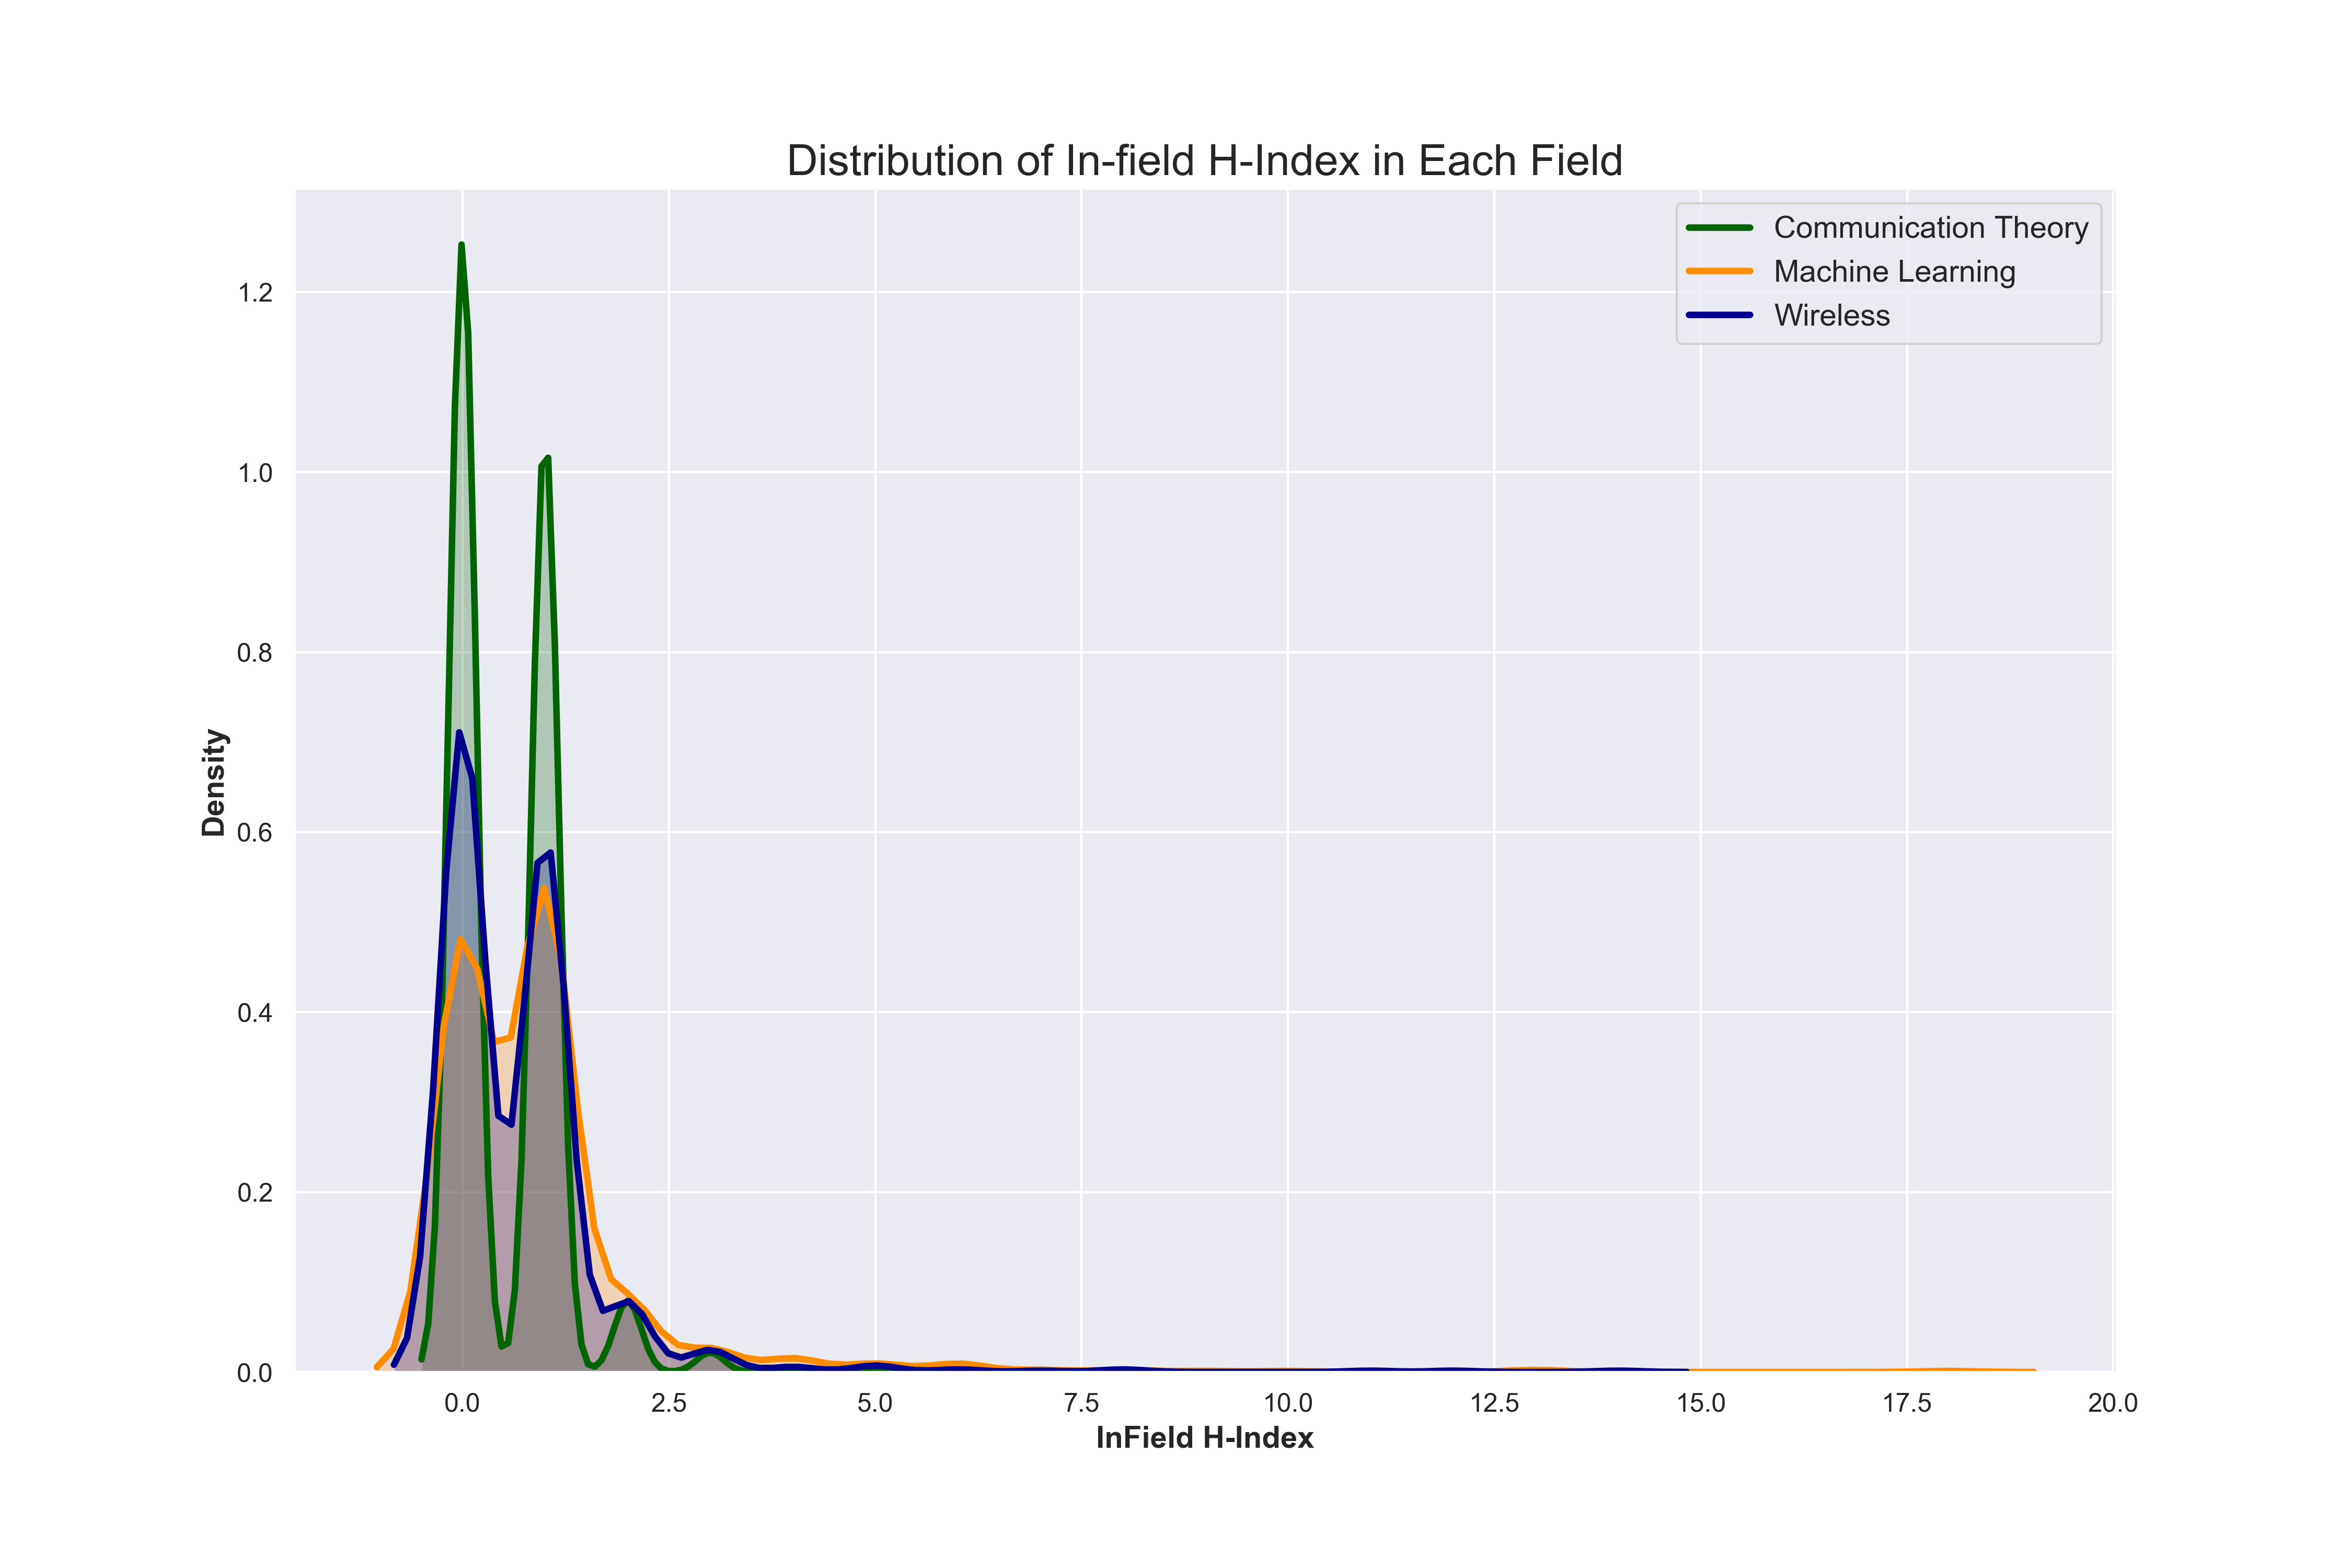 Distribution of In-field H-Index in Each Field
Communication Theory
Machine Learning
Wireless
1.2
1.0
0.8
0.6
0.4
0.2
0.0
Density
0.0 2.5 5.0 7.5 10.0 12.5 15.0 17.5 20.0
InField H-Index